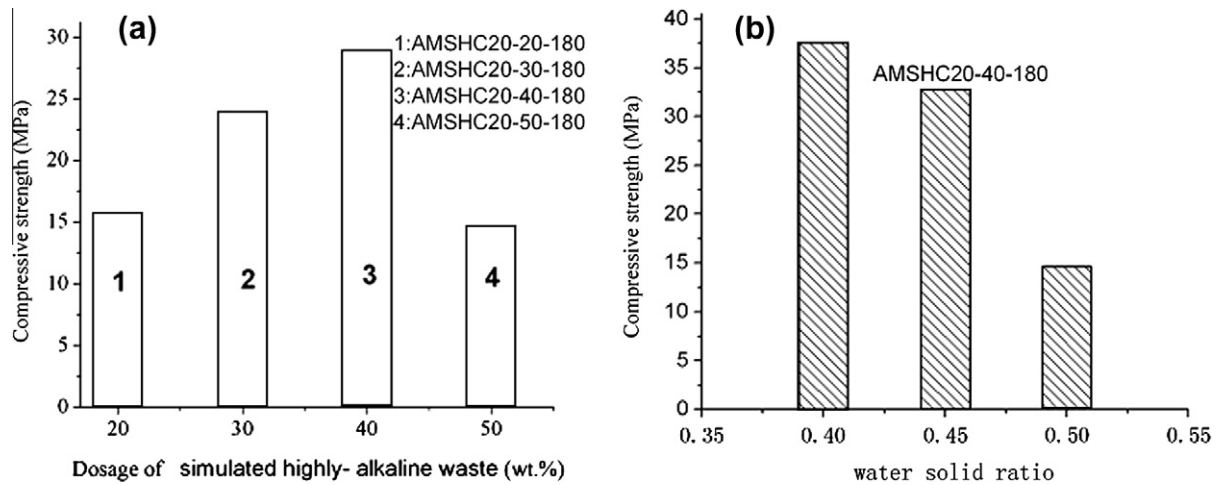 (a)
1:AMSHC20-20-180
2:AMSHC20-30-180
3:AMSHC20-40-180
4:AMSHC20-50-180
Compressive strength (MPa)
30
25
20
15
10
5
0
1
2
3
4
20 30 40 50
Dosage of simulated highly- alkaline waste (wt.%)
(b)
AMSHC20-40-180
Compressive strength (MPa)
40
35
30
25
20
15
10
5
0
0.35 0.40 0.45 0.50 0.55
water solid ratio